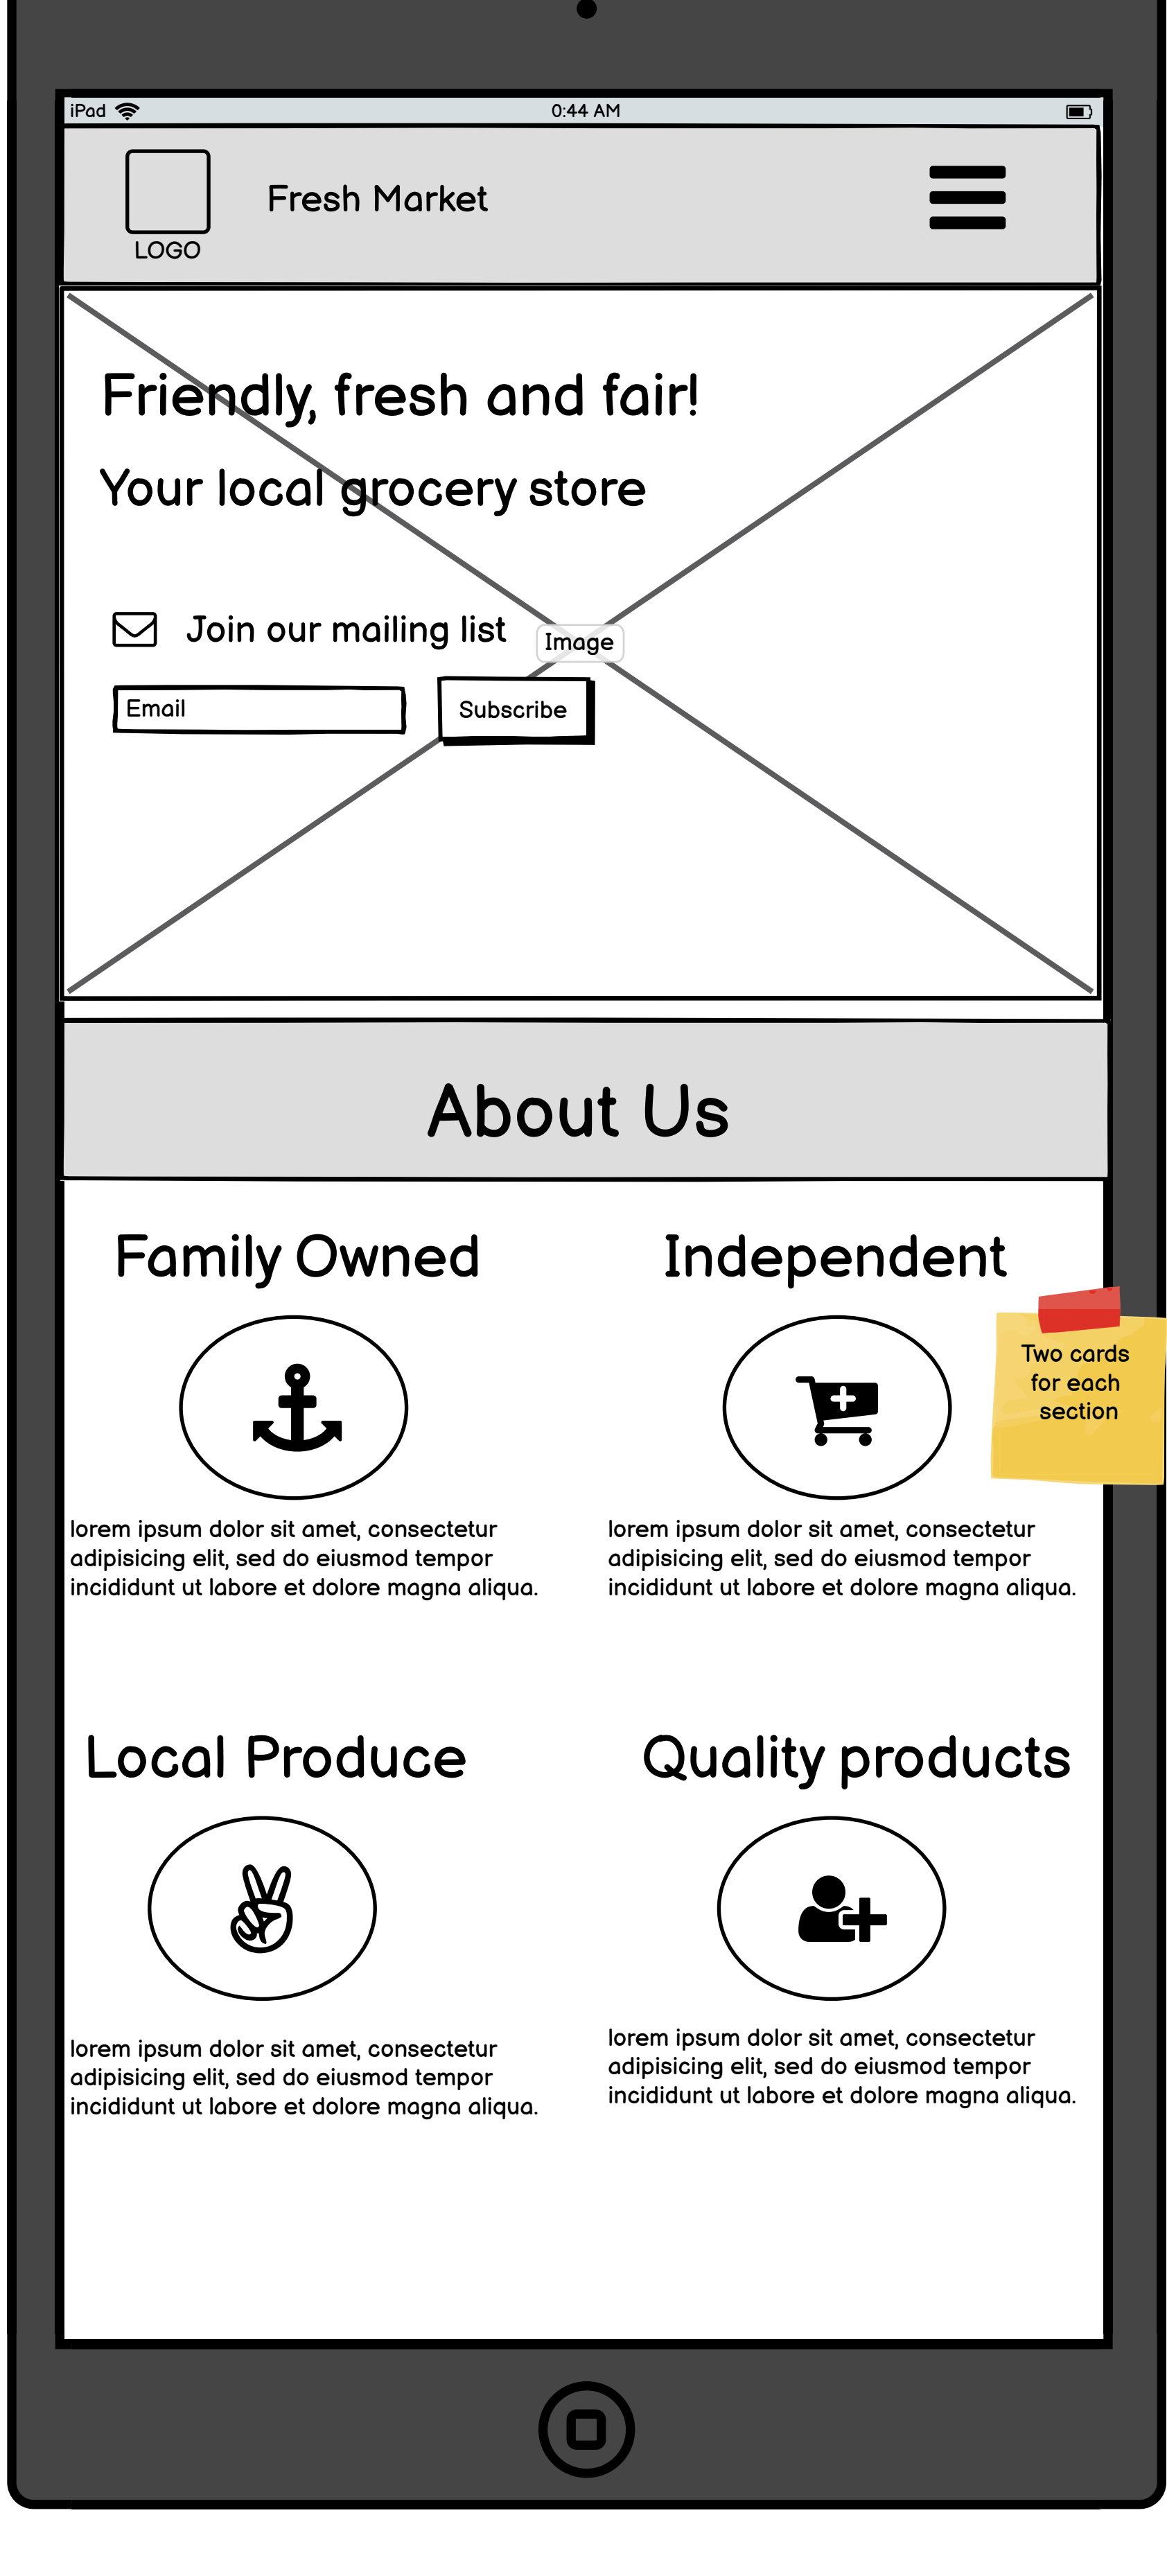 iPad
0:44 AM
Fresh Market
LOGO
Friendly, fresh and fair!
Your local grocery store
Join our mailing list
Image
Email
Subscribe
About Us
Family Owned
Independent
Two cards
for each
section
lorem ipsum dolor sit amet, consectetur
adipisicing elit, sed do eiusmod tempor
incididunt ut labore et dolore magna aliqua.
lorem ipsum dolor sit amet, consectetur
adipisicing elit, sed do eiusmod tempor
incididunt ut labore et dolore magna aliqua.
Local Produce
Quality products
lorem ipsum dolor sit amet, consectetur
adipisicing elit, sed do eiusmod tempor
incididunt ut labore et dolore magna aliqua.
lorem ipsum dolor sit amet, consectetur
adipisicing elit, sed do eiusmod tempor
incididunt ut labore et dolore magna aliqua.